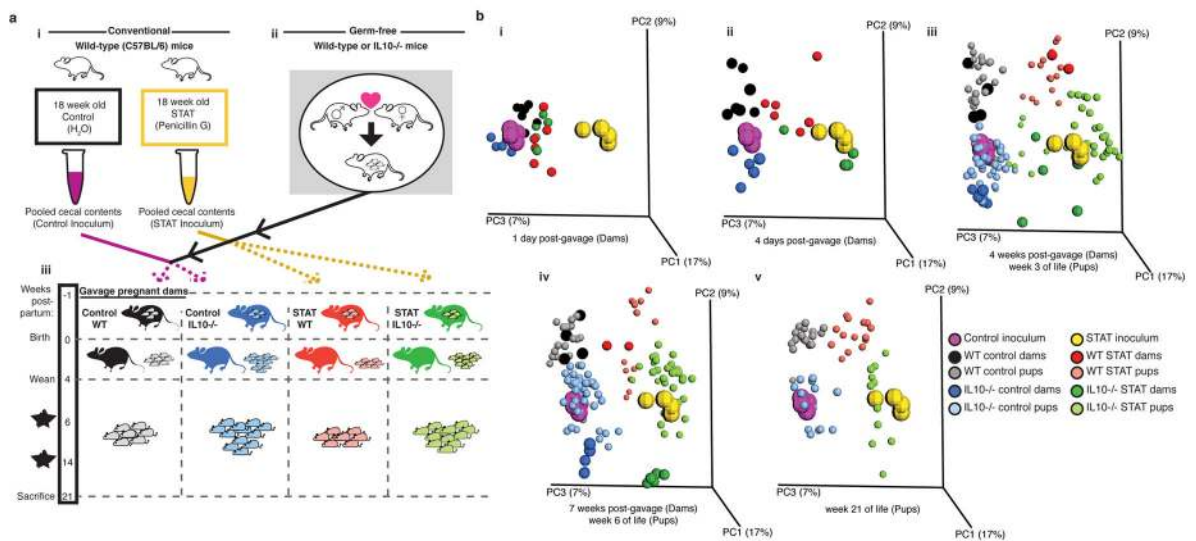 a
i
Conventional
Wild-type (C57BL/6) mice
18 week old
Control
(H₂O)
18 week old
STAT
(Penicillin G)
Pooled cecal contents
(Control Inoculum)
Pooled cecal contents
(STAT Inoculum)
ii
Germ-free
Wild-type or IL10-/- mice
iii
Weeks
post-
partum:
Birth
Wean
Sacrifice
-1
0
4
6
14
21
Gavage pregnant dams
Control
WT
Control
IL10-/-
STAT
WT
STAT
IL10-/-
b
i
PC2 (9%)
PC3 (7%)
1 day post-gavage (Dams)
PC1 (17%)
ii
PC2 (9%)
PC3 (7%)
4 days post-gavage (Dams)
PC1 (17%)
iii
PC2 (9%)
PC3 (7%)
4 weeks post-gavage (Dams)
week 3 of life (Pups)
PC1 (17%)
iv
PC2 (9%)
PC3 (7%)
7 weeks post-gavage (Dams)
week 6 of life (Pups)
PC1 (17%)
v
PC2 (9%)
PC3 (7%)
week 21 of life (Pups)
PC1 (17%)
Control inoculum
WT control dams
WT control pups
IL10-/- control dams
IL10-/- control pups
STAT inoculum
WT STAT dams
WT STAT pups
IL10-/- STAT dams
IL10-/- STAT pups